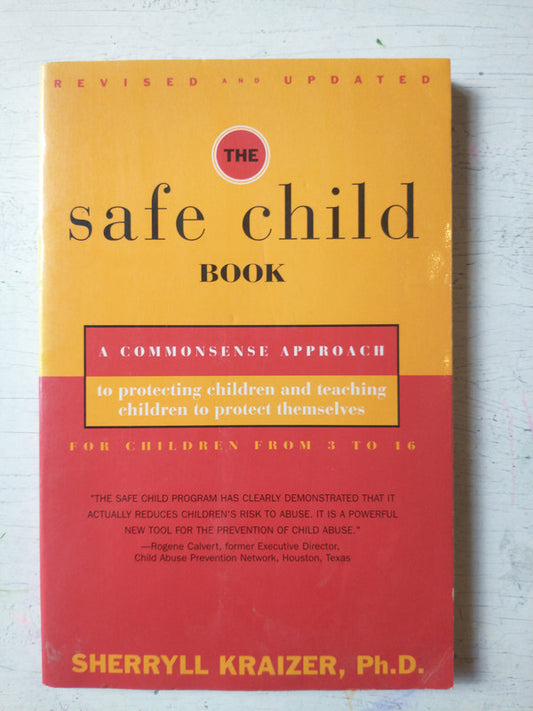 REVISED AND UPDATED
THE
safe child
BOOK
A COMMONSENSE APPROACH
to protecting children and teaching
children to protect themselves
FOR CHILDREN FROM 3 TO 16
"THE SAFE CHILD PROGRAM HAS CLEARLY DEMONSTRATED THAT IT
ACTUALLY REDUCES CHILDREN'S RISK TO ABUSE. IT IS A POWERFUL
NEW TOOL FOR THE PREVENTION OF CHILD ABUSE."
—Rogene Calvert, former Executive Director,
Child Abuse Prevention Network, Houston, Texas
SHERRYLL KRAIZER, Ph.D.